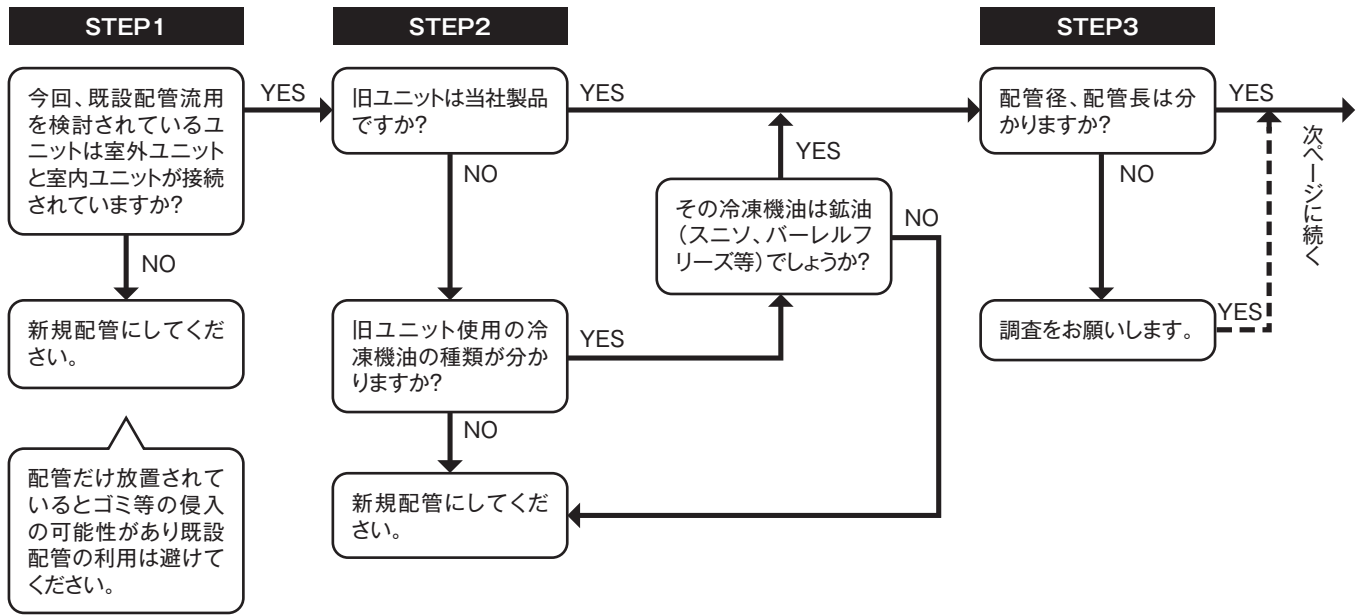 STEP1
今回、既設配管流用
を検討されているユ
ニットは室外ユニット
と室内ユニットが接続
されていますか?
YES
NO
新規配管にしてくだ
さい。
配管だけ放置されて
いるとゴミ等の侵入
の可能性があり既設
配管の利用は避けて
ください。
STEP2
旧ユニットは当社製品
ですか?
YES
NO
旧ユニット使用の冷
凍機油の種類が分か
りますか?
YES
NO
新規配管にしてくだ
さい。
YES
その冷凍機油は鉱油
(スニソ、バーレルフ
リーズ等)でしょうか?
NO
STEP3
配管径、配管長は分
かりますか?
YES
NO
調査をお願いします。
YES
次ページに続く